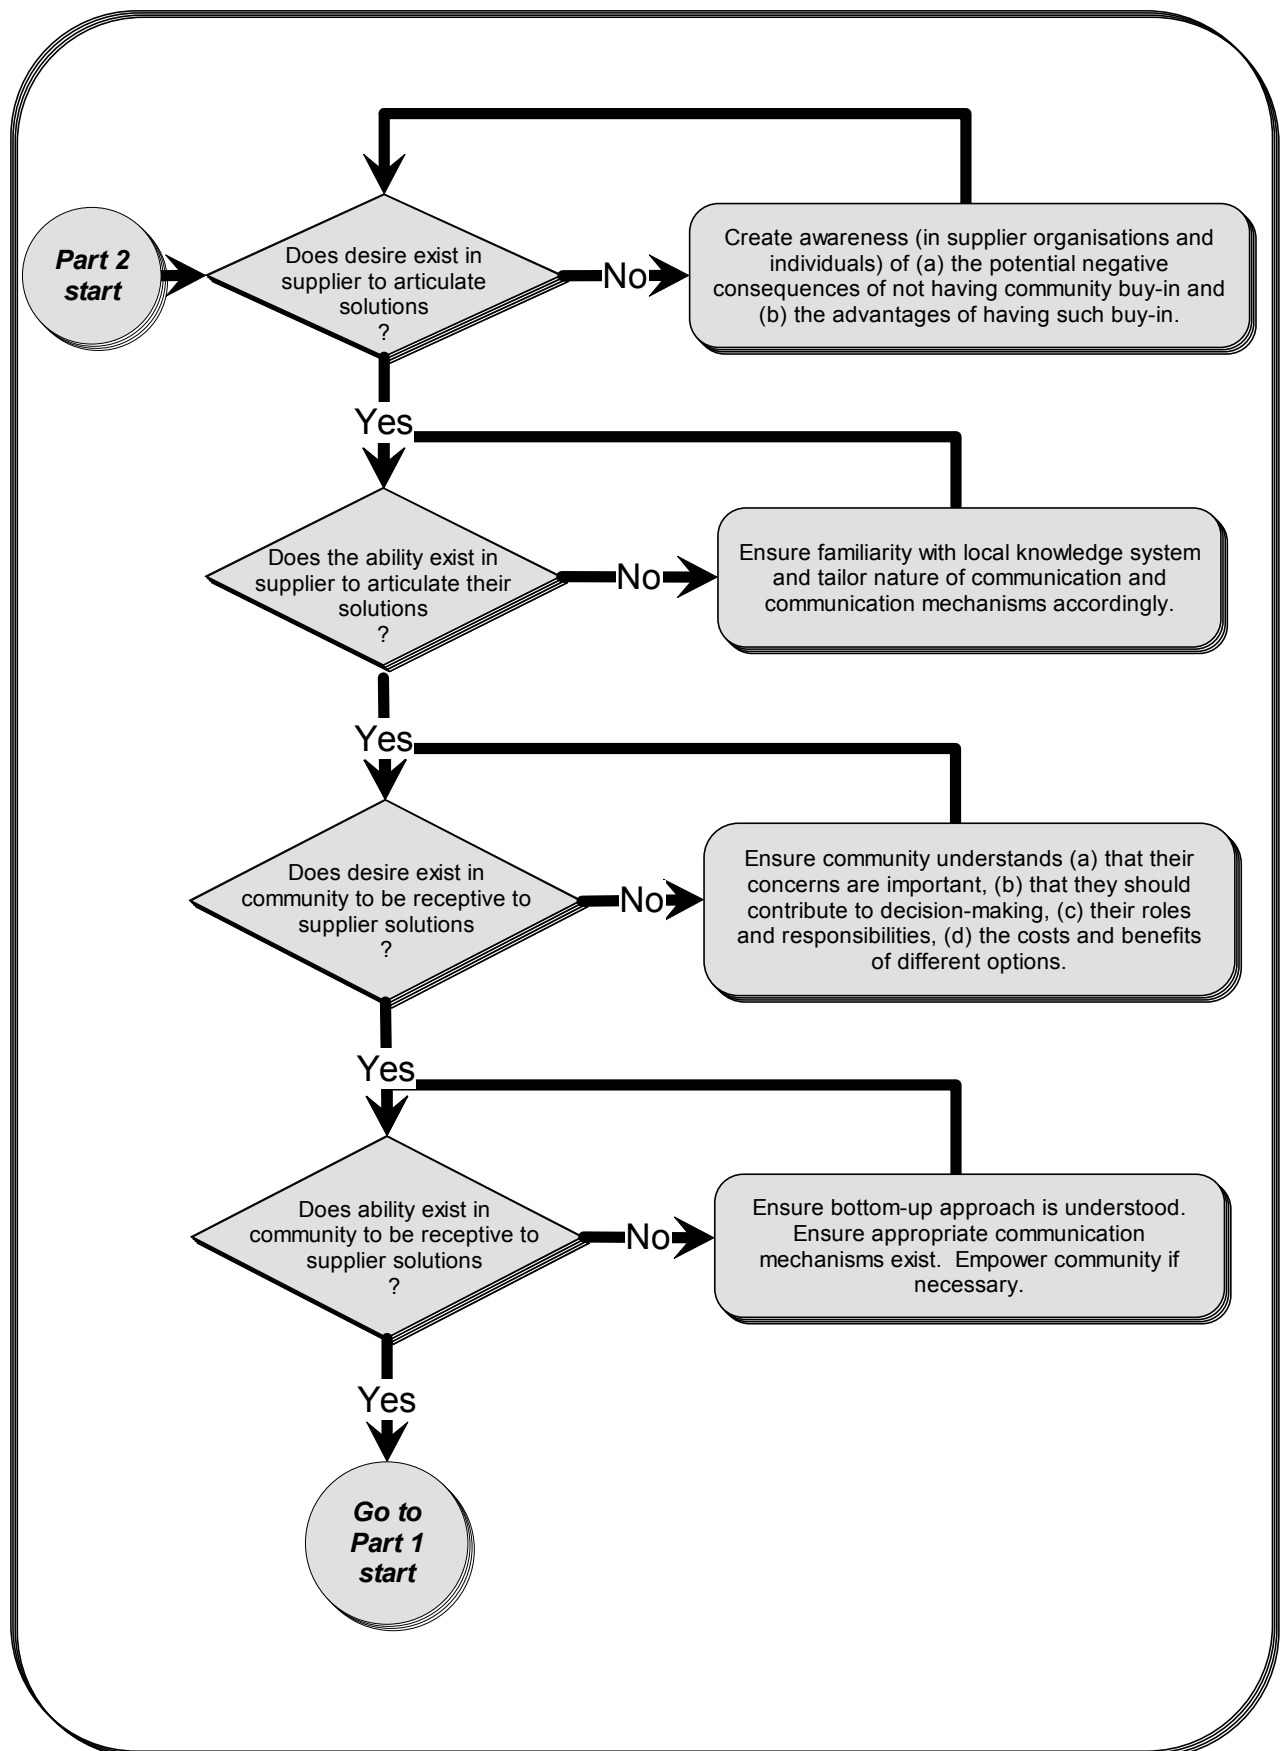 Part 2
start
Does desire exist in
supplier to articulate
solutions
?
No
Create awareness (in supplier organisations and
individuals) of (a) the potential negative
consequences of not having community buy-in and
(b) the advantages of having such buy-in.
Yes
Does the ability exist in
supplier to articulate their
solutions
?
No
Ensure familiarity with local knowledge system
and tailor nature of communication and
communication mechanisms accordingly.
Yes
Does desire exist in
community to be receptive to
supplier solutions
?
No
Ensure community understands (a) that their
concerns are important, (b) that they should
contribute to decision-making, (c) their roles
and responsibilities, (d) the costs and benefits
of different options.
Yes
Does ability exist in
community to be receptive to
supplier solutions
?
No
Ensure bottom-up approach is understood.
Ensure appropriate communication
mechanisms exist.  Empower community if
necessary.
Yes
Go to
Part 1
start